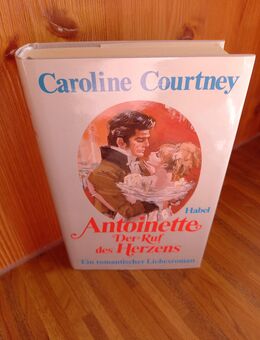 Caroline Courtney
Habel
Antoinette
Der Ruf
des Herzens
Ein romantischer Liebesroman